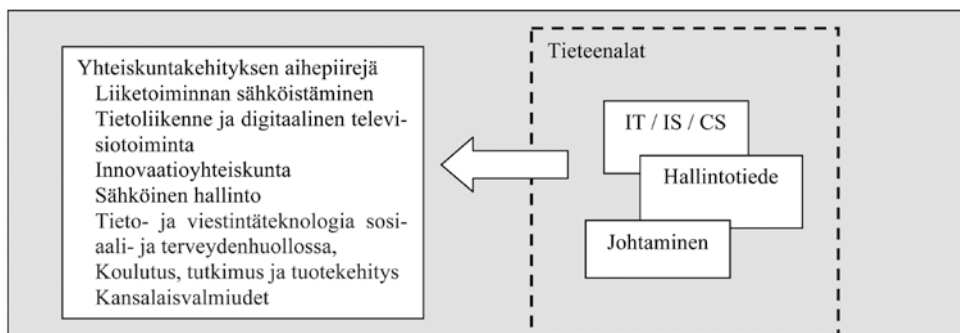 Yhteiskuntakehityksen aihepiirejä
Liiketoiminnan sähköistäminen
Tietoliikenne ja digitaalinen televi-
siotoiminta
Innovaatioyhteiskunta
Sähköinen hallinto
Tieto- ja viestintäteknologia sosi-
aali- ja terveydenhuollossa,
Koulutus, tutkimus ja tuotekehitys
Kansalaisvalmiudet
Tieteenalat
IT / IS / CS
Hallintotiede
Johtaminen